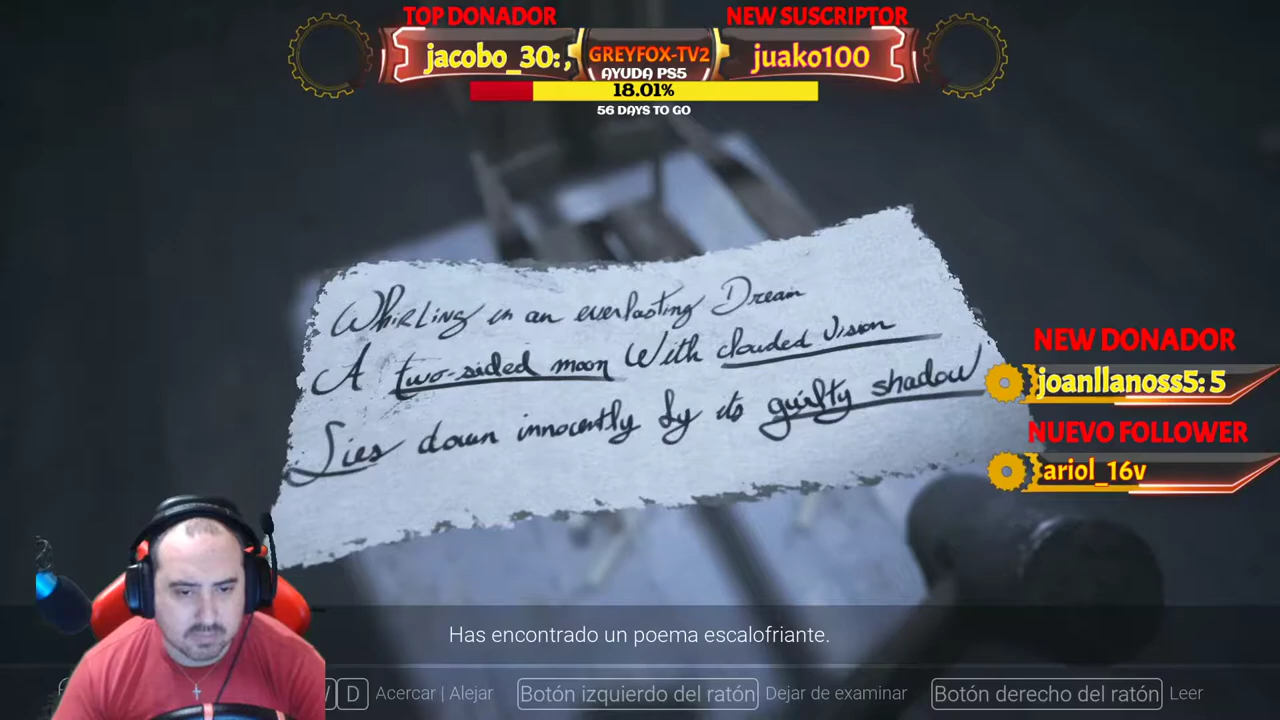 TOP DONADOR
NEW SUSCRIPTOR
jacobo_30:,
GREYFOX-TV2
juako100
AYUDA PS5
18.01%
56 DAYS TO GO
Whirling in an everlasting Dream
A two-sided moon With clouded vision
Lies down innocently by its guilty shadow
NEW DONADOR
joanllanoss5: 5
NUEVO FOLLOWER
ariol_16v
Has encontrado un poema escalofriante.
D Acercar | Alejar Botón izquierdo del ratón Dejar de examinar Botón derecho del ratón Leer